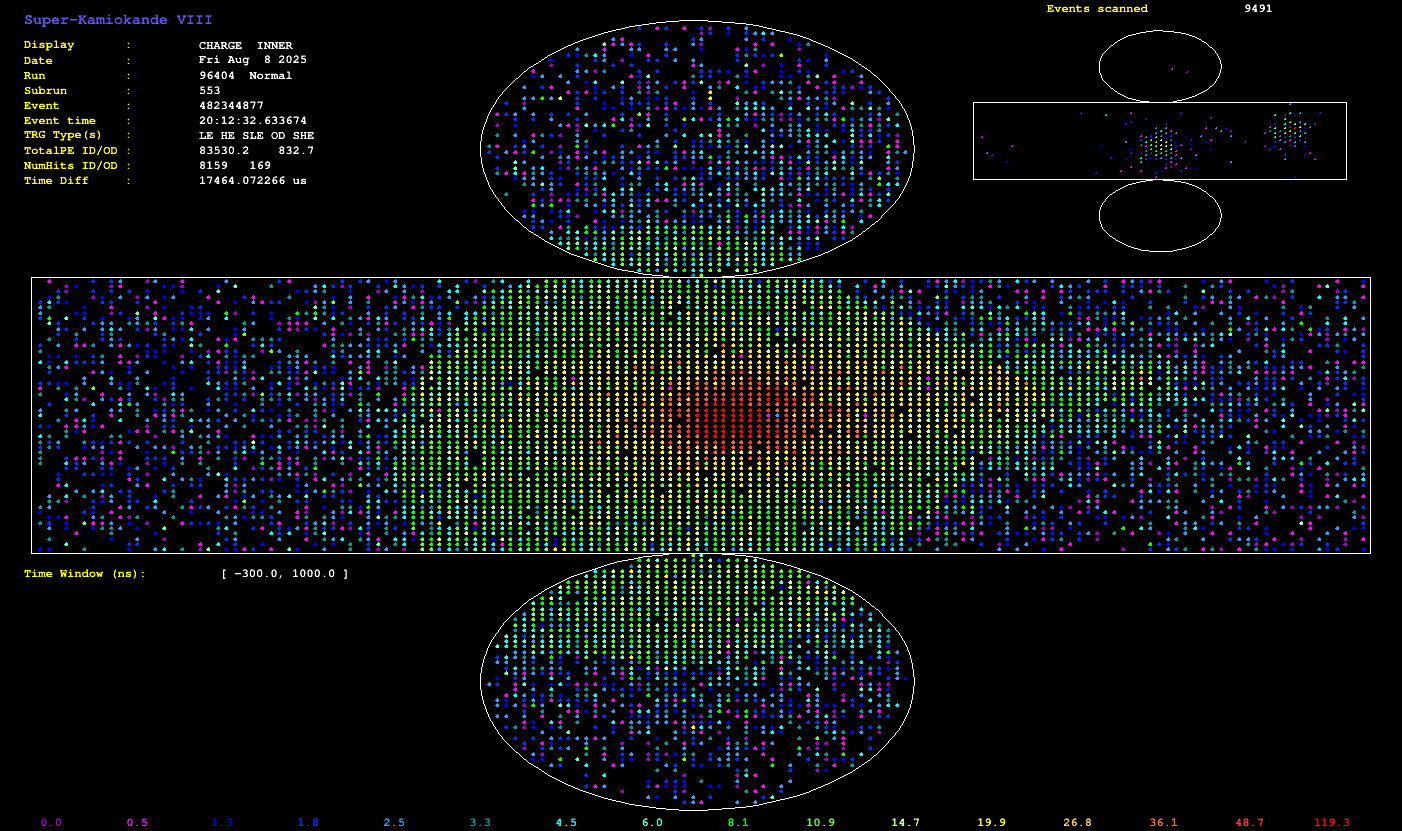 Super-Kamiokande VIII
Events scanned 9491
Display : CHARGE INNER
Date : Fri Aug 8 2025
Run : 96404 Normal
Subrun : 553
Event : 482344877
Event time : 20:12:32.633674
TRG Type(s) : LE HE SLE OD SHE
TotalPE ID/OD : 83530.2 832.7
NumHits ID/OD : 8159 169
Time Diff : 17464.072266 us
Time Window (ns): [ -300.0, 1000.0 ]
0.0 0.5 1.3 1.8 2.5 3.3 4.5 6.0 8.1 10.9 14.7 19.9 26.8 36.1 48.7 119.3